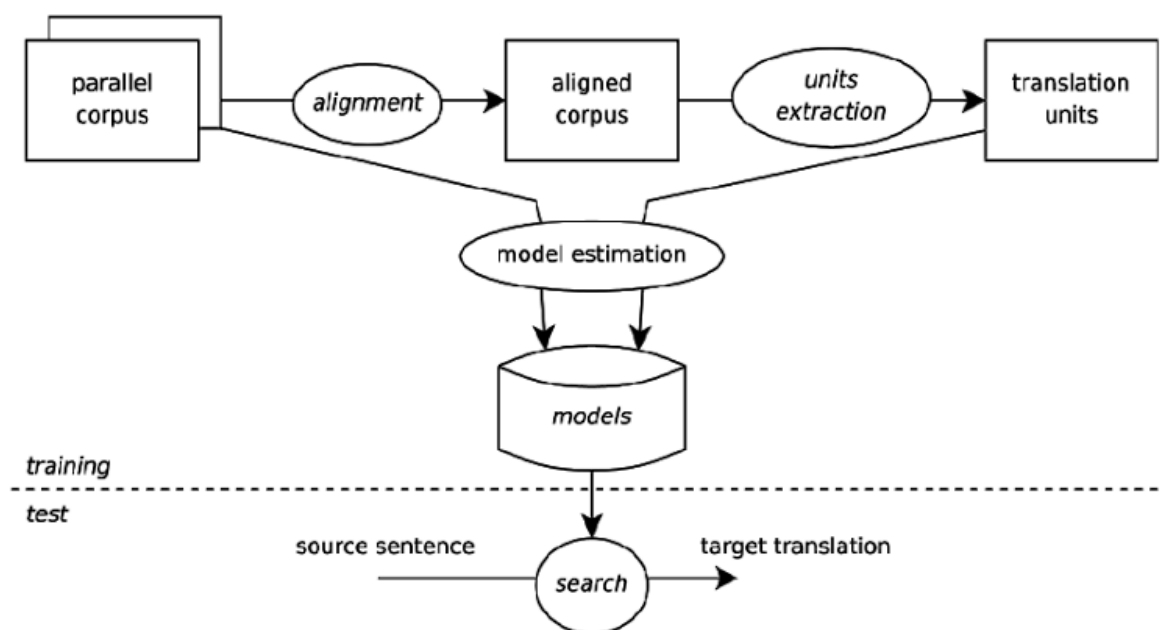 parallel
corpus
alignment
aligned
corpus
units
extraction
translation
units
model estimation
models
training
test
source sentence
target translation
search